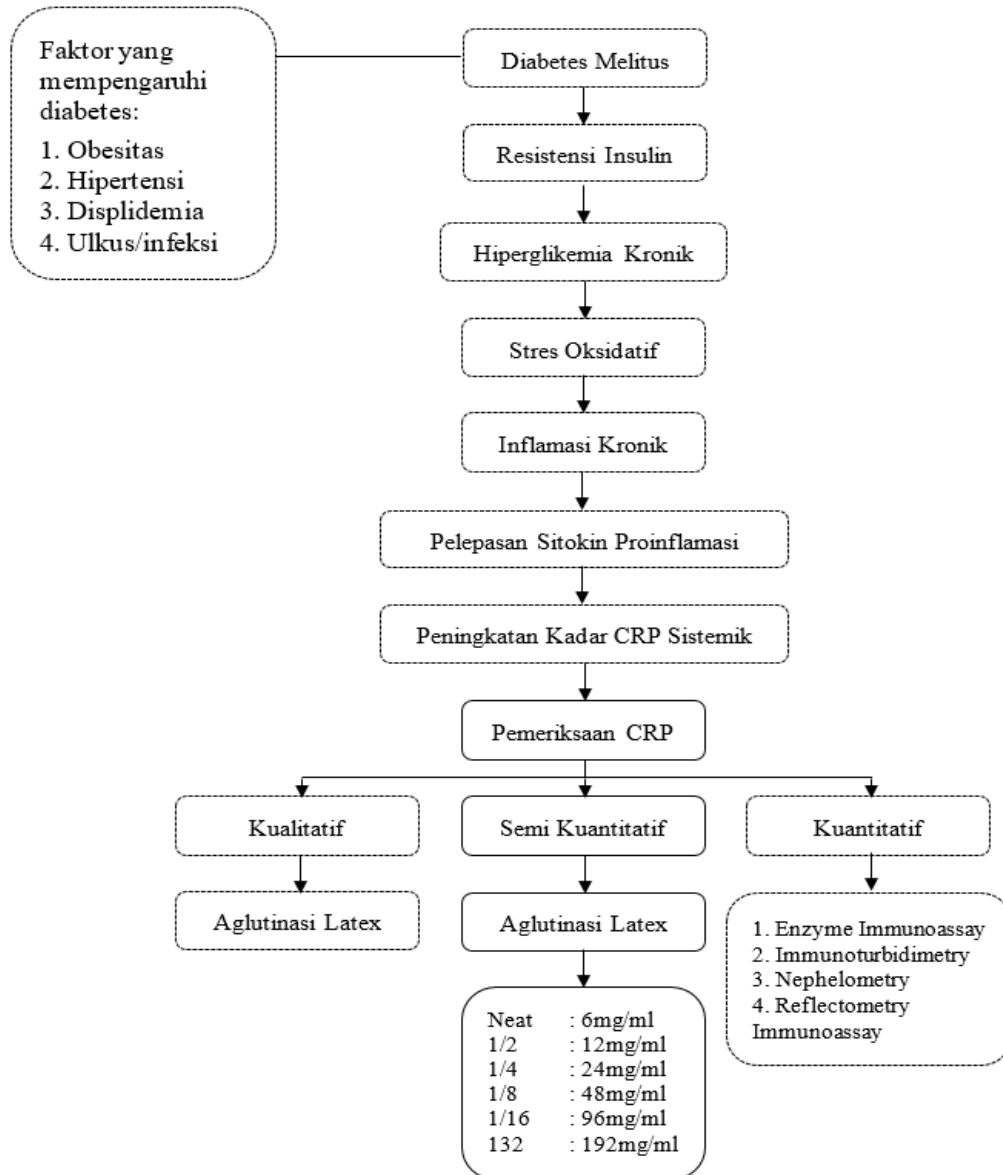 Faktor yang
mempengaruhi
diabetes:
1. Obesitas
2. Hipertensi
3. Displidemia
4. Ulkus/infeksi
Diabetes Melitus
Resistensi Insulin
Hiperglikemia Kronik
Stres Oksidatif
Inflamasi Kronik
Pelepasan Sitokin Proinflamasi
Peningkatan Kadar CRP Sistemik
Pemeriksaan CRP
Kualitatif
Semi Kuantitatif
Kuantitatif
Aglutinasi Latex
Aglutinasi Latex
1. Enzyme Immunoassay
2. Immunoturbidimetry
3. Nephelometry
4. Reflectometry
Immunoassay
Neat : 6mg/ml
1/2 : 12mg/ml
1/4 : 24mg/ml
1/8 : 48mg/ml
1/16 : 96mg/ml
132 : 192mg/ml